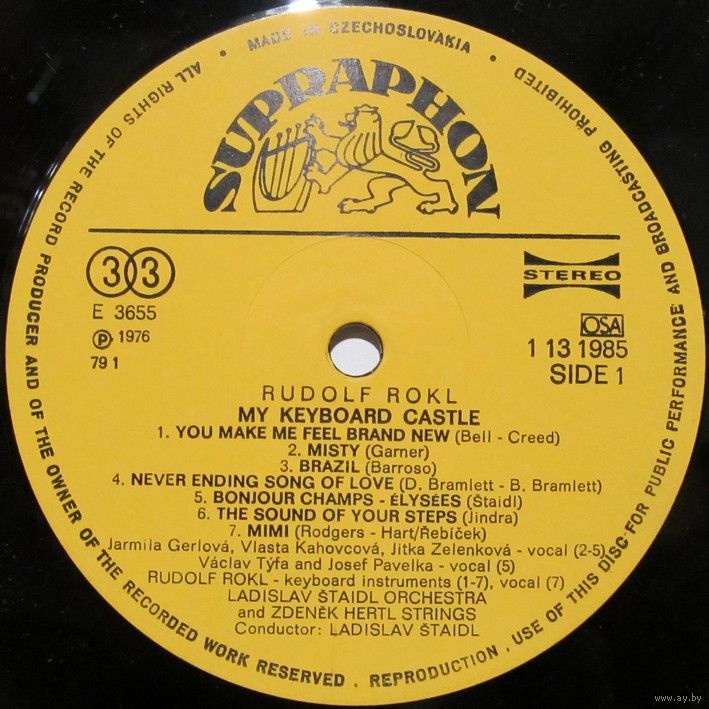 ALL RIGHTS OF THE RECORD PRODUCER AND OF THE OWNER OF THE RECORDED WORK RESERVED . REPRODUCTION , USE OF THIS DISC FOR PUBLIC PERFORMANCE AND BROADCASTING PROHIBITED
• MADE IN CZECHOSLOVAKIA •
SUPRAPHON
33
STEREO
E 3655
℗ 1976
79 1
OSA
1 13 1985
SIDE 1
RUDOLF ROKL
MY KEYBOARD CASTLE
1. YOU MAKE ME FEEL BRAND NEW (Bell - Creed)
2. MISTY (Garner)
3. BRAZIL (Barroso)
4. NEVER ENDING SONG OF LOVE (D. Bramlett - B. Bramlett)
5. BONJOUR CHAMPS - ÉLYSÉES (Štaidl)
6. THE SOUND OF YOUR STEPS (Jindra)
7. MIMI (Rodgers - Hart/Řebíček)
Jarmila Gerlová, Vlasta Kahovcová, Jitka Zelenková - vocal (2-5)
Václav Týfa and Josef Pavelka - vocal (5)
RUDOLF ROKL - keyboard instruments (1-7), vocal (7)
LADISLAV ŠTAIDL ORCHESTRA
and ZDENĚK HERTL STRINGS
Conductor: LADISLAV ŠTAIDL
www.ay.by